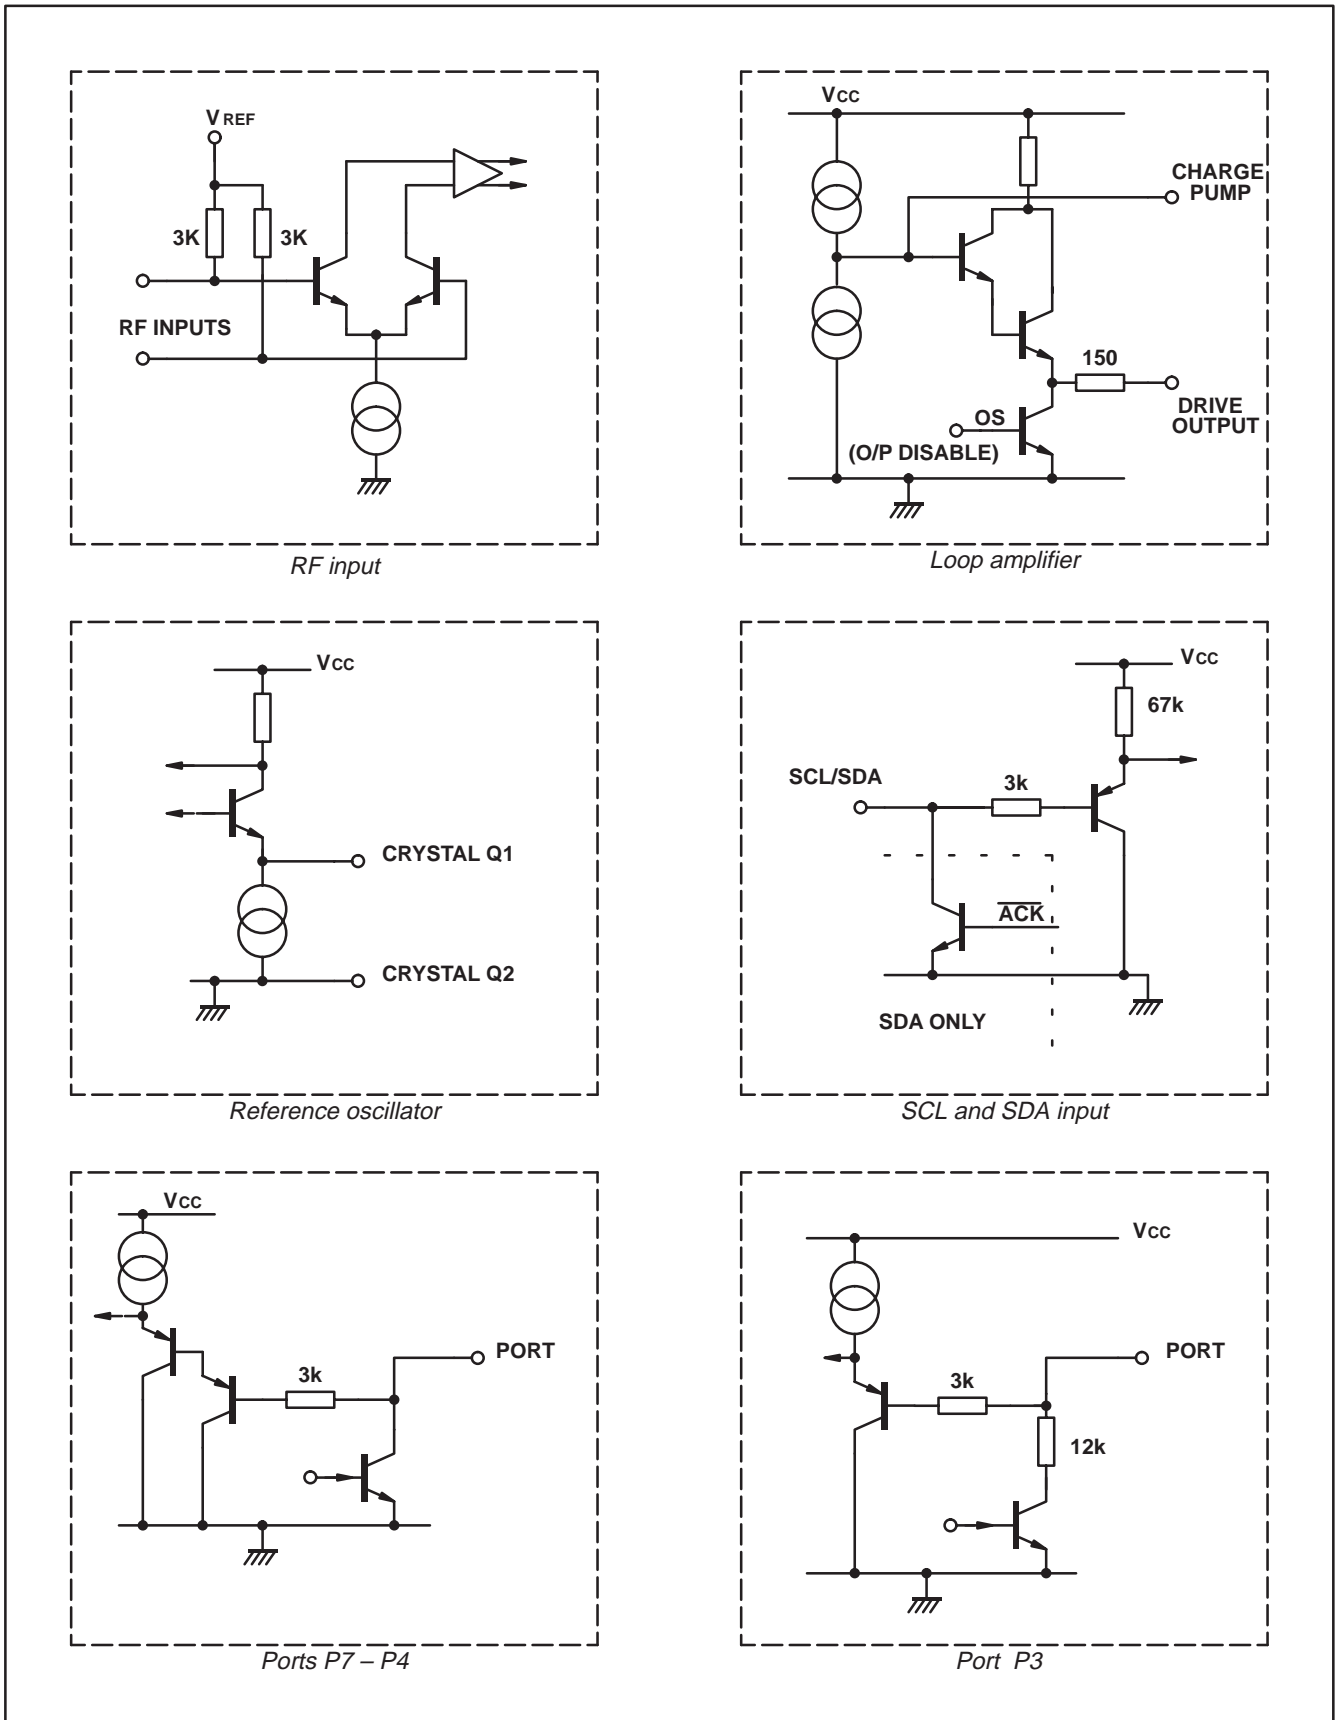 VREF
3K
3K
RF INPUTS
RF input
VCC
CHARGE
PUMP
150
DRIVE
OUTPUT
OS
(O/P DISABLE)
Loop amplifier
VCC
CRYSTAL Q1
CRYSTAL Q2
Reference oscillator
VCC
67k
SCL/SDA
3k
ACK
SDA ONLY
SCL and SDA input
VCC
PORT
3k
Ports P7 – P4
VCC
PORT
3k
12k
Port P3